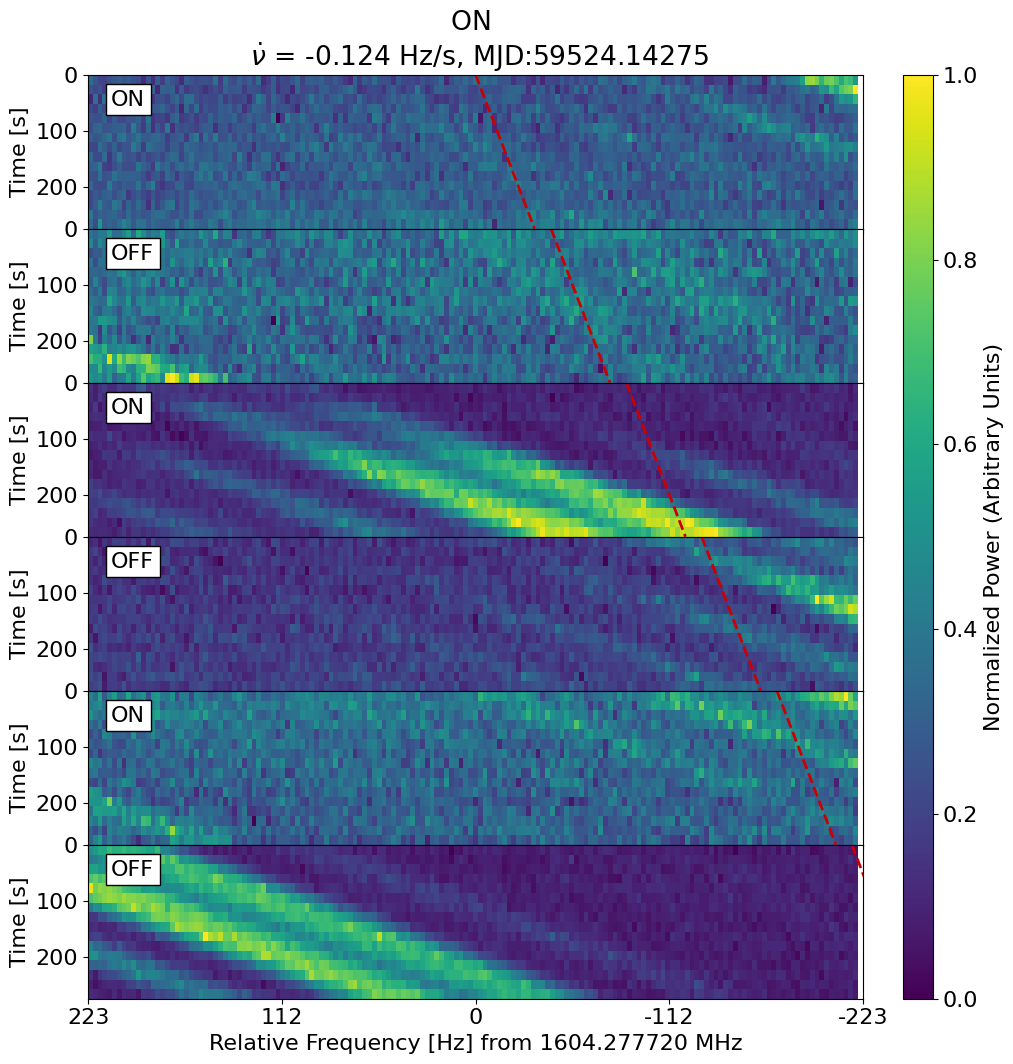 ON
ν̇ = -0.124 Hz/s, MJD:59524.14275
0
ON
100
200
Time [s]
0
OFF
100
200
Time [s]
0
ON
100
200
Time [s]
0
OFF
100
200
Time [s]
0
ON
100
200
Time [s]
0
OFF
100
200
Time [s]
223 112 0 -112 -223
Relative Frequency [Hz] from 1604.277720 MHz
1.0
0.8
0.6
0.4
0.2
0.0
Normalized Power (Arbitrary Units)